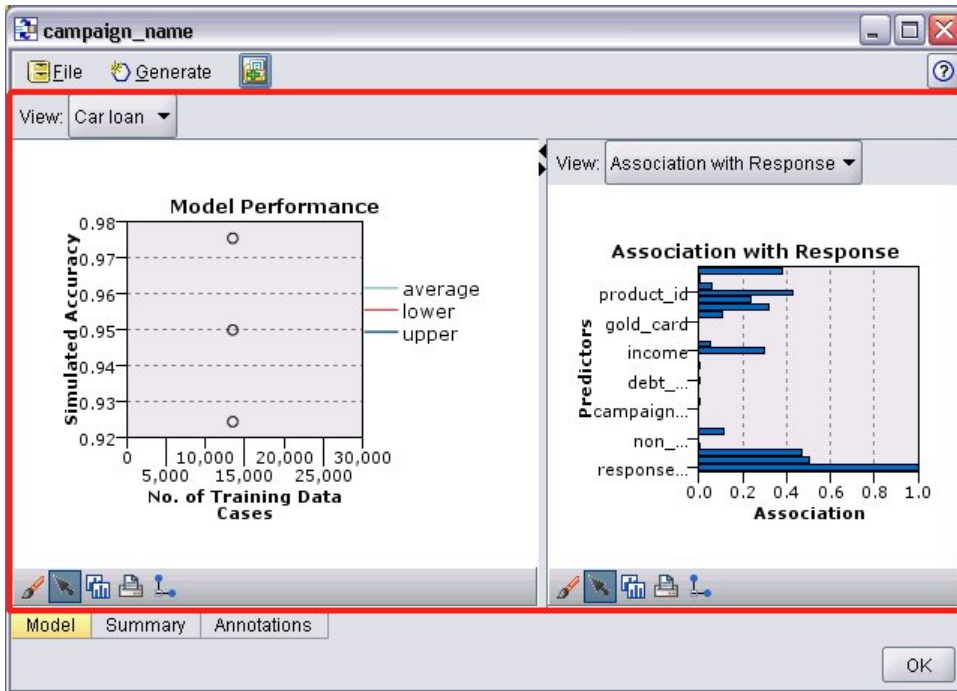 campaign_name
File Generate
View: Car loan
Model Performance
Simulated Accuracy
0.98
0.97
0.96
0.95
0.94
0.93
0.92
0 10,000 20,000 30,000
5,000 15,000 25,000
No. of Training Data
Cases
average
lower
upper
View: Association with Response
Association with Response
Predictors
product_id
gold_card
income
debt_...
campaign...
non_...
response...
0.0 0.2 0.4 0.6 0.8 1.0
Association
Model Summary Annotations
OK